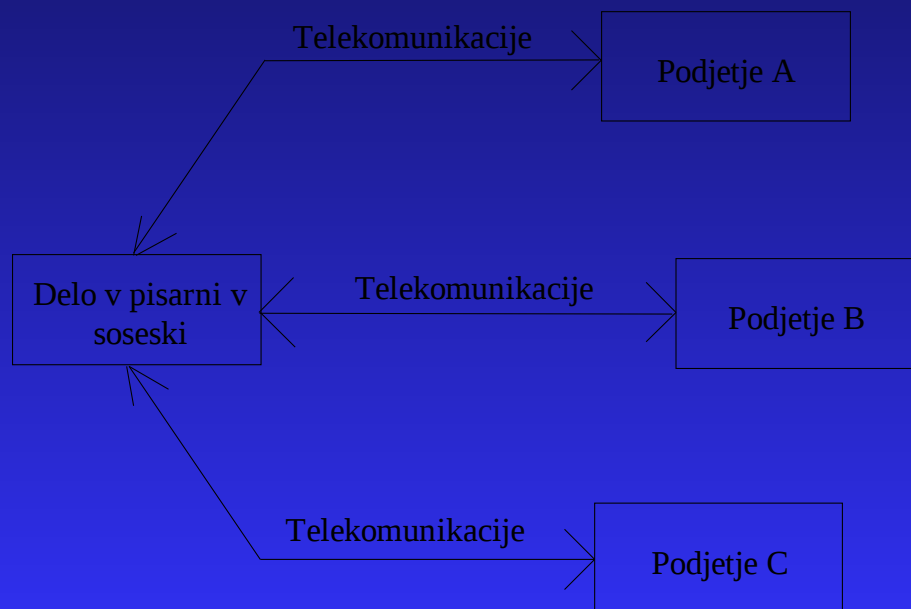 Telekomunikacije
Podjetje A
Delo v pisarni v
soseski
Telekomunikacije
Podjetje B
Telekomunikacije
Podjetje C